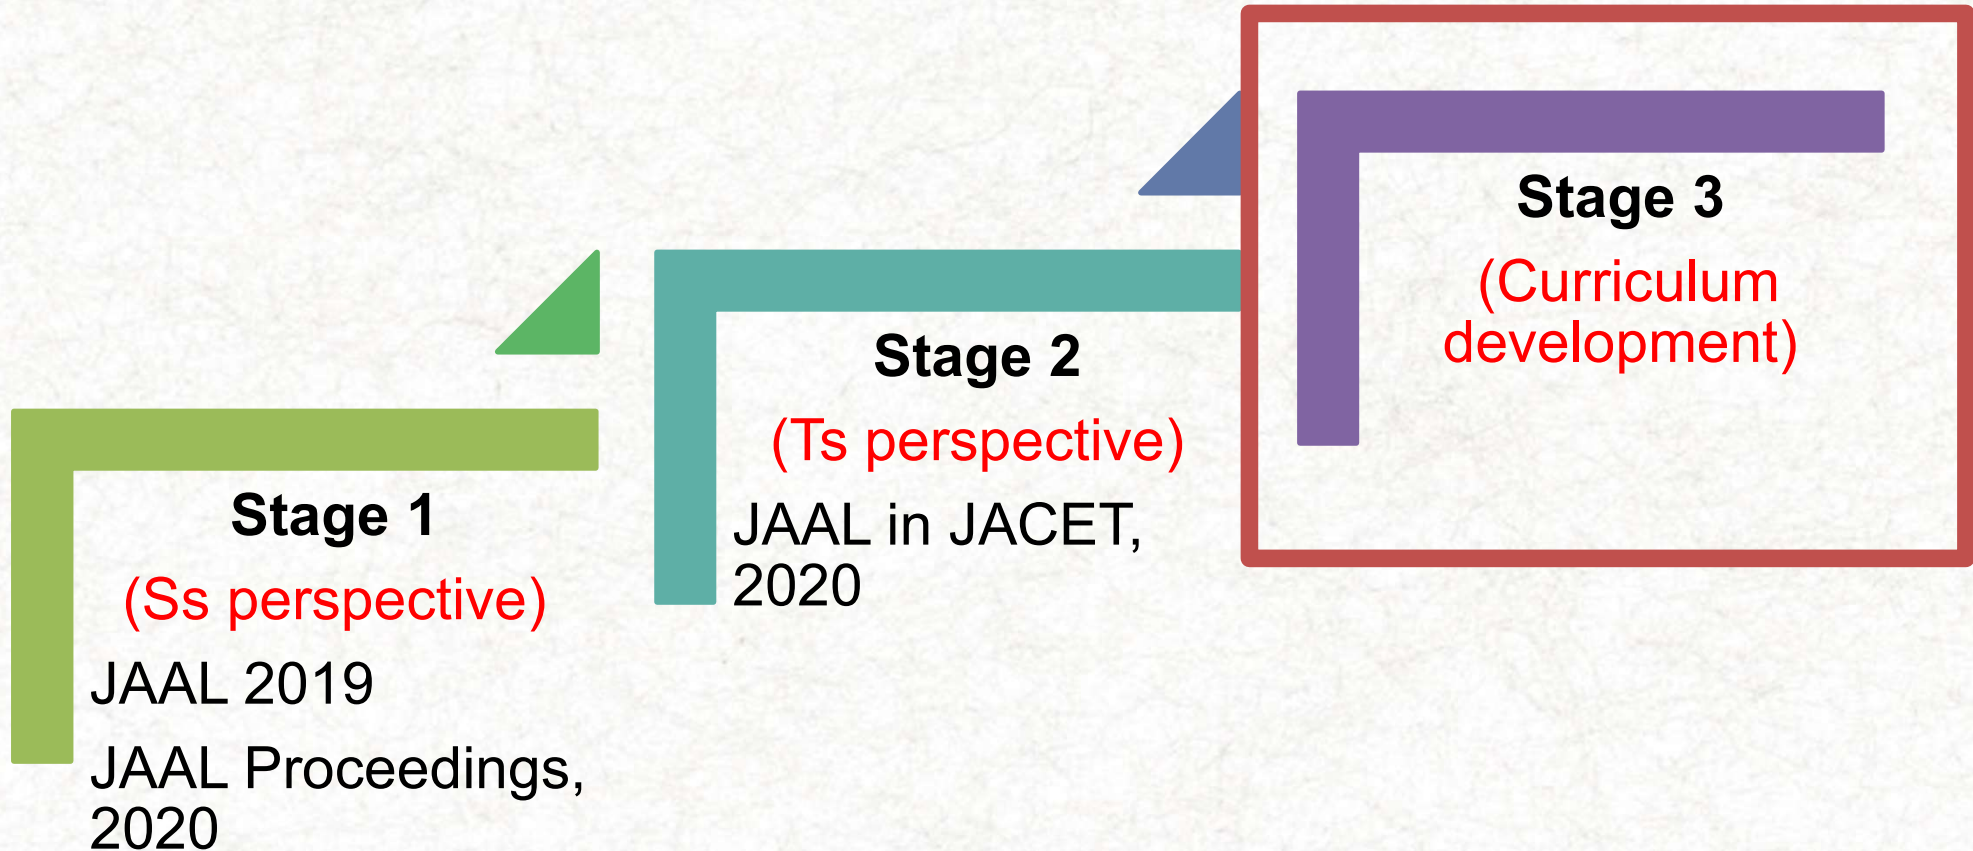 Stage 1
(Ss perspective)
JAAL 2019
JAAL Proceedings,
2020
Stage 2
(Ts perspective)
JAAL in JACET,
2020
Stage 3
(Curriculum
development)